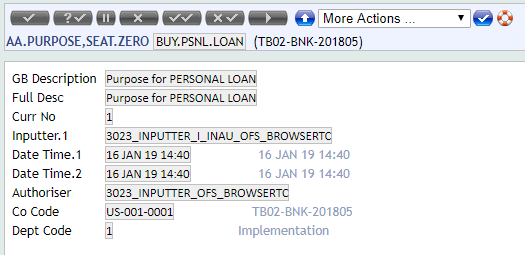 More Actions ...
AA.PURPOSE,SEAT.ZERO BUY.PSNL.LOAN (TB02-BNK-201805)
GB Description Purpose for PERSONAL LOAN
Full Desc Purpose for PERSONAL LOAN
Curr No 1
Inputter.1 3023_INPUTTER_I_INAU_OFS_BROWSERTC
Date Time.1 16 JAN 19 14:40 16 JAN 19 14:40
Date Time.2 16 JAN 19 14:40 16 JAN 19 14:40
Authoriser 3023_INPUTTER_OFS_BROWSERTC
Co Code US-001-0001 TB02-BNK-201805
Dept Code 1 Implementation